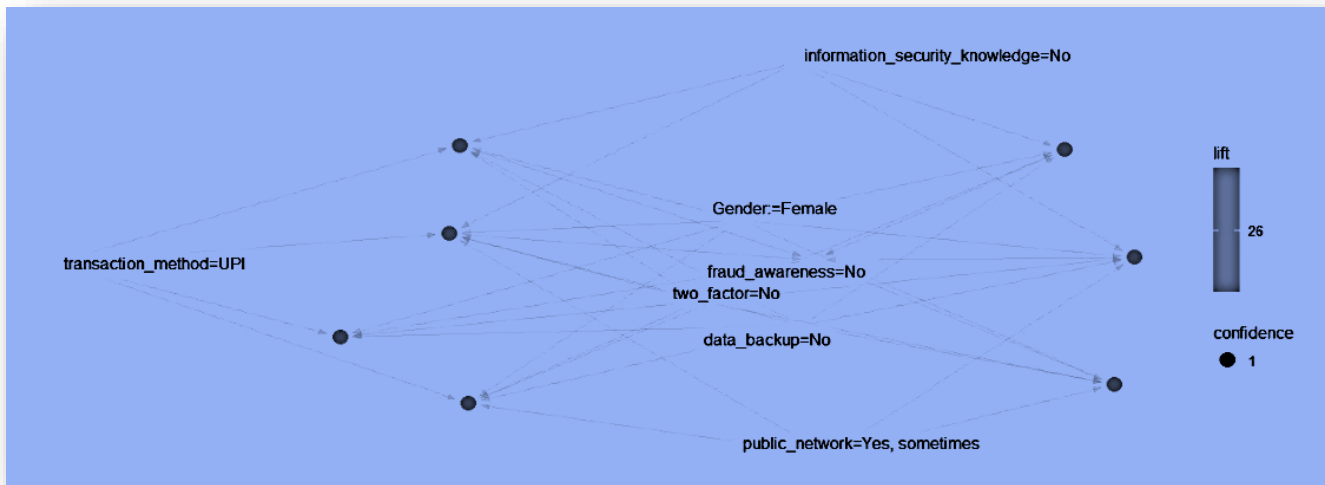 information_security_knowledge=No
lift
Gender:=Female
26
transaction_method=UPI
fraud_awareness=No
two_factor=No
confidence
data_backup=No
1
public_network=Yes, sometimes